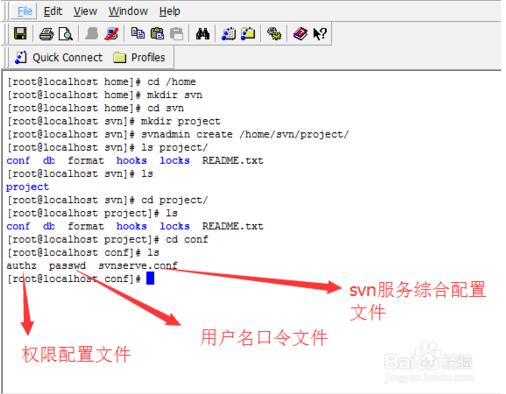 File Edit View Window Help
Quick Connect Profiles
[root@localhost home]# cd /home
[root@localhost home]# mkdir svn
[root@localhost home]# cd svn
[root@localhost svn]# mkdir project
[root@localhost svn]# svnadmin create /home/svn/project/
[root@localhost svn]# ls project/
conf db format hooks locks README.txt
[root@localhost svn]# ls
project
[root@localhost svn]# cd project/
[root@localhost project]# ls
conf db format hooks locks README.txt
[root@localhost project]# cd conf
[root@localhost conf]# ls
authz passwd svnserve.conf
[root@localhost conf]#
svn服务综合配置
文件
用户名口令文件
权限配置文件
Baidu 经验
jingyan.baidu.com